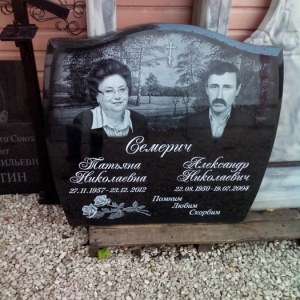 Семерич
Татьяна
Николаевна
27.11.1957-23.12.2012
Александр
Николаевич
22.08.1950-19.07.2004
Помним
Любим
Скорбим